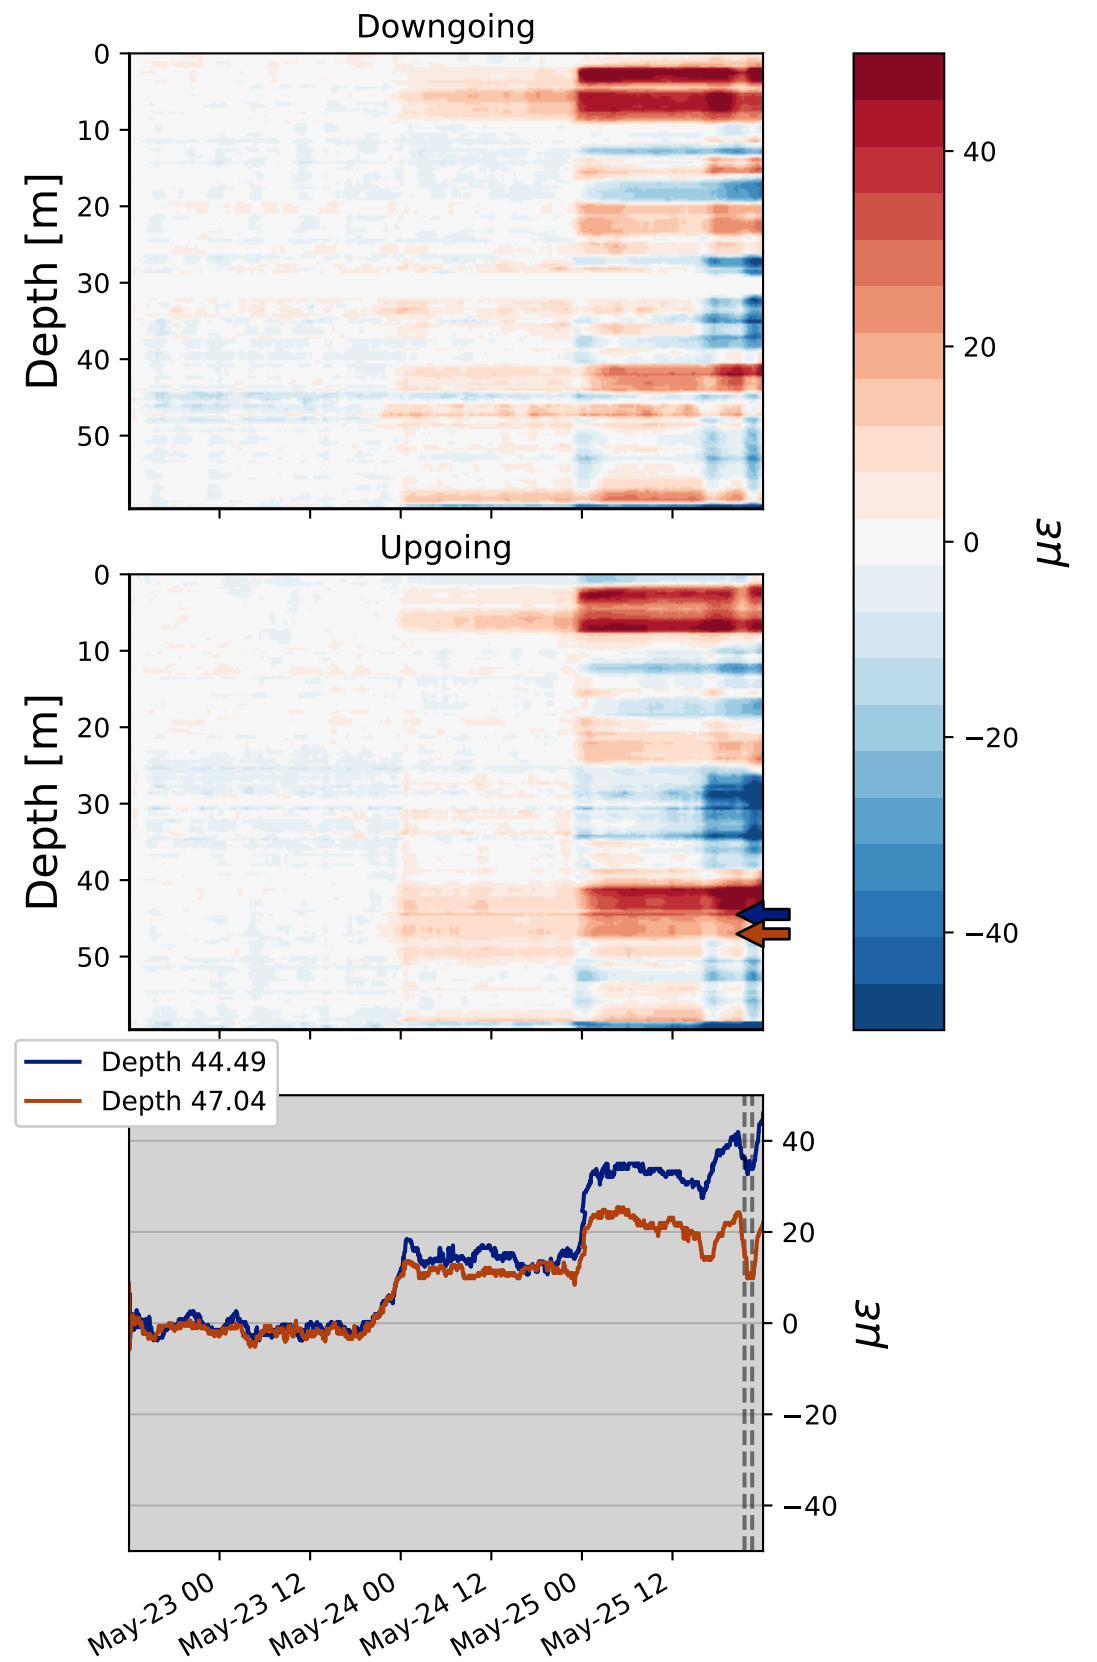 Downgoing
0
10
20
30
40
50
Depth [m]
40
20
0
−20
−40
με
Upgoing
0
10
20
30
40
50
Depth [m]
Depth 44.49
Depth 47.04
40
20
0
−20
−40
με
May-23 00
May-23 12
May-24 00
May-24 12
May-25 00
May-25 12